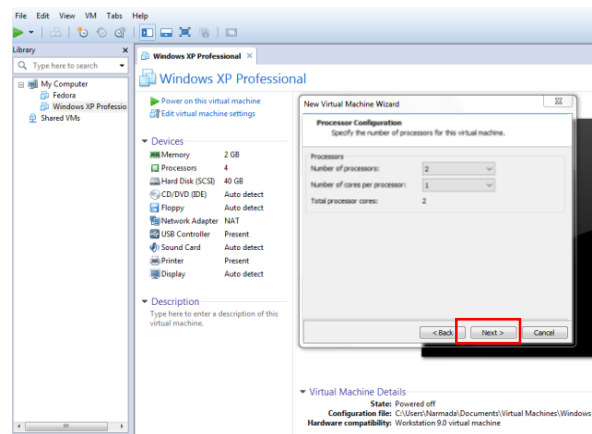 File Edit View VM Tabs Help
Library x
Type here to search
My Computer
Fedora
Windows XP Professio
Shared VMs
Windows XP Professional ×
Windows XP Professional
Power on this virtual machine
Edit virtual machine settings
Devices
Memory 2 GB
Processors 4
Hard Disk (SCSI) 40 GB
CD/DVD (IDE) Auto detect
Floppy Auto detect
Network Adapter NAT
USB Controller Present
Sound Card Auto detect
Printer Present
Display Auto detect
Description
Type here to enter a description of this
virtual machine.
New Virtual Machine Wizard
Processor Configuration
Specify the number of processors for this virtual machine.
Processors
Number of processors: 2
Number of cores per processor: 1
Total processor cores: 2
< Back Next > Cancel
Virtual Machine Details
State: Powered off
Configuration file: C:\Users\Narmada\Documents\Virtual Machines\Windows
Hardware compatibility: Workstation 9.0 virtual machine